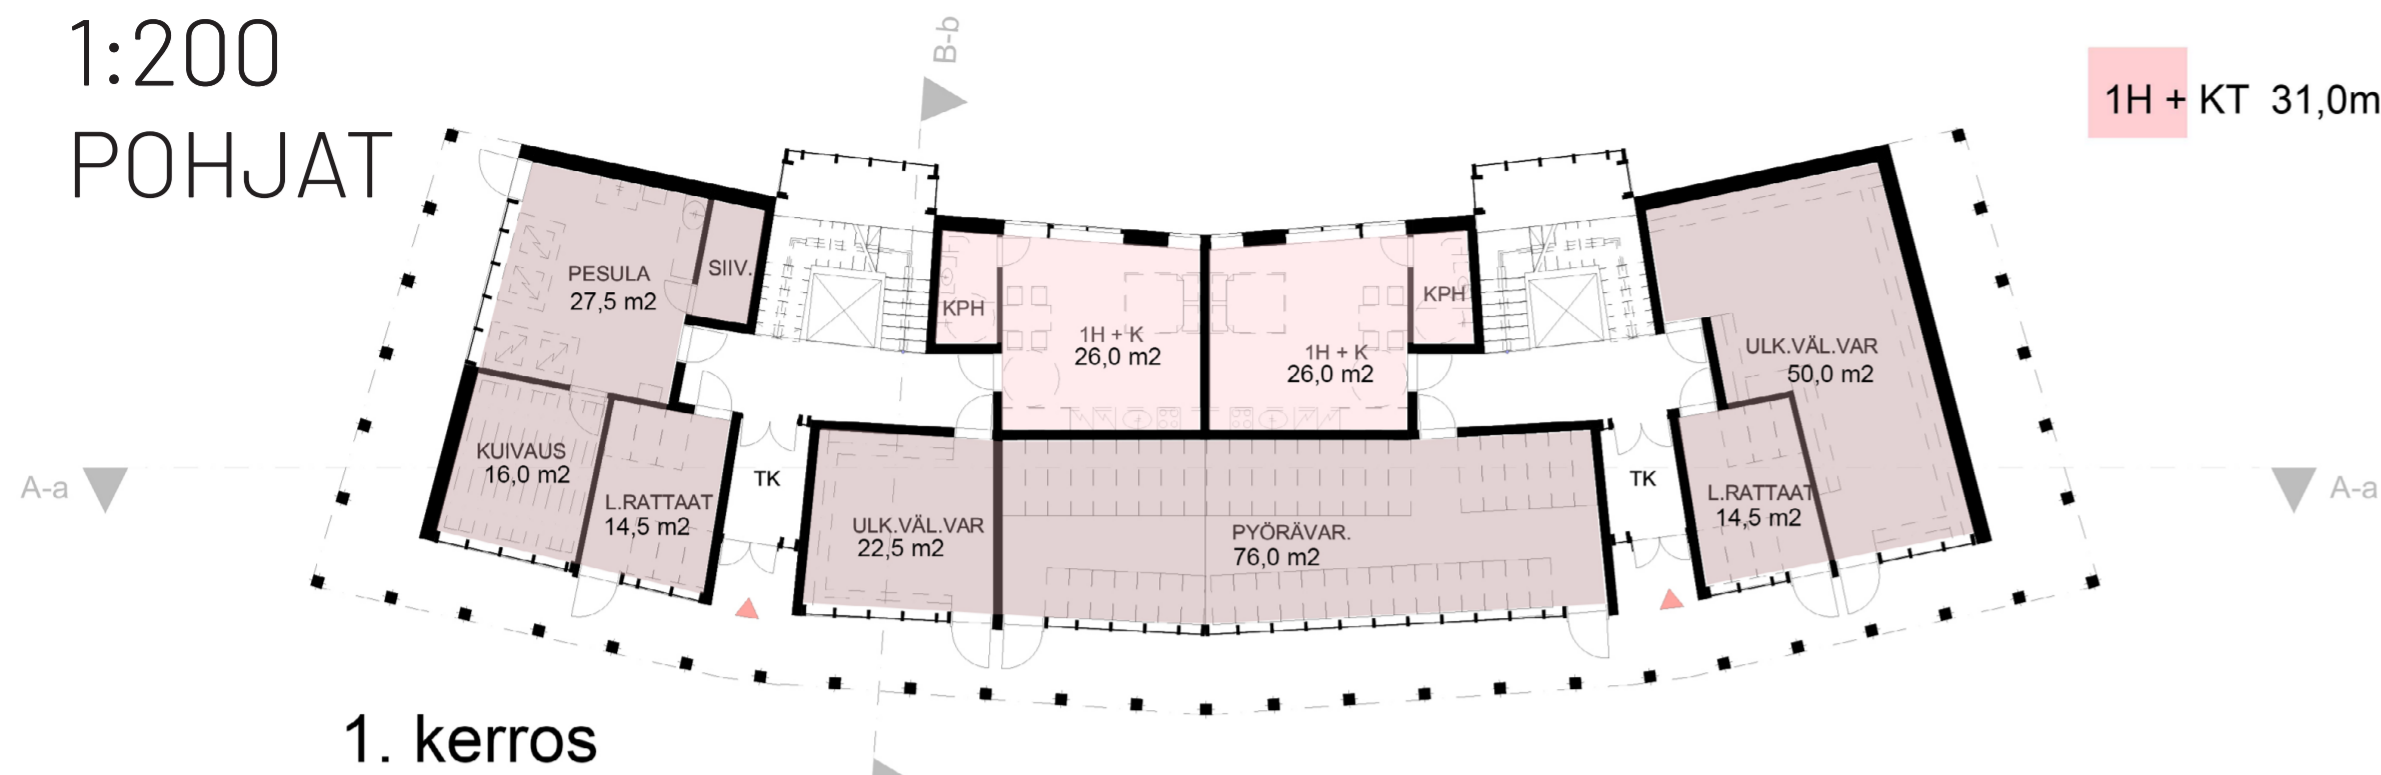 1:200
POHJAT
B-b
1H + KT 31,0m
PESULA
27,5 m2
SIIV.
KPH
1H + K
26,0 m2
1H + K
26,0 m2
KPH
ULK.VÄL.VAR
50,0 m2
KUIVAUS
16,0 m2
L.RATTAAT
14,5 m2
TK
ULK.VÄL.VAR
22,5 m2
PYÖRÄVAR.
76,0 m2
TK
L.RATTAAT
14,5 m2
A-a
A-a
1. kerros